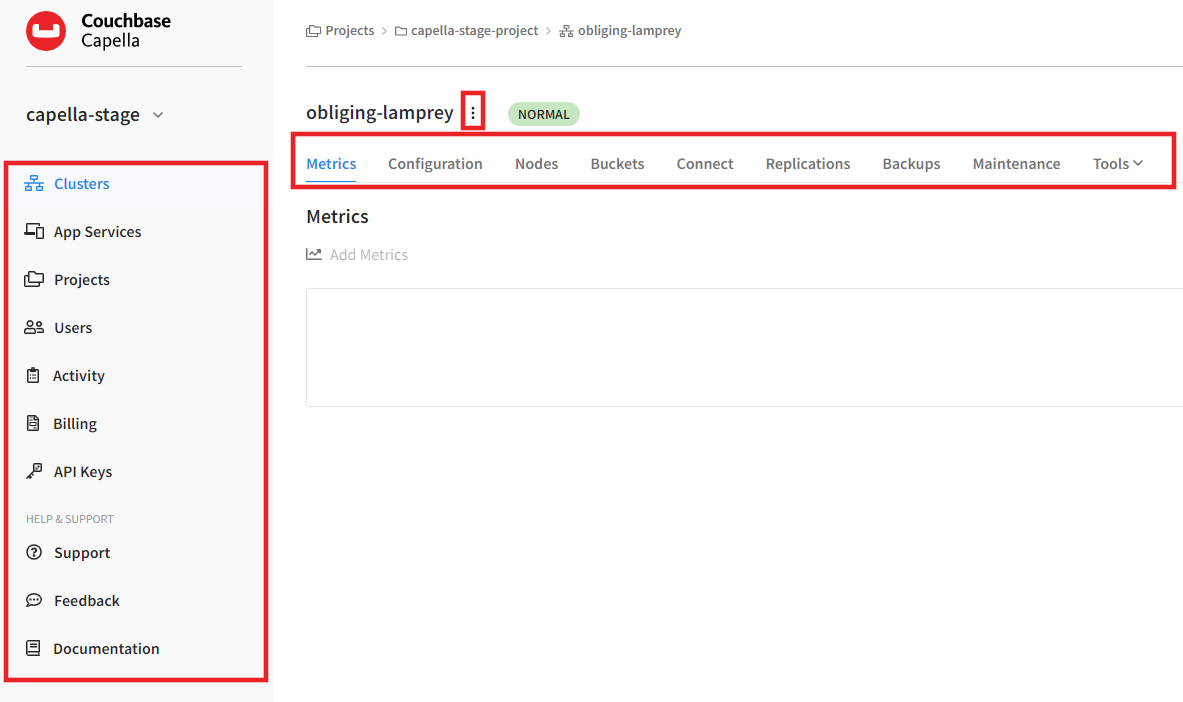 Couchbase
Capella
capella-stage
Clusters
App Services
Projects
Users
Activity
Billing
API Keys
HELP & SUPPORT
Support
Feedback
Documentation
Projects > capella-stage-project > obliging-lamprey
obliging-lamprey NORMAL
Metrics Configuration Nodes Buckets Connect Replications Backups Maintenance Tools
Metrics
Add Metrics